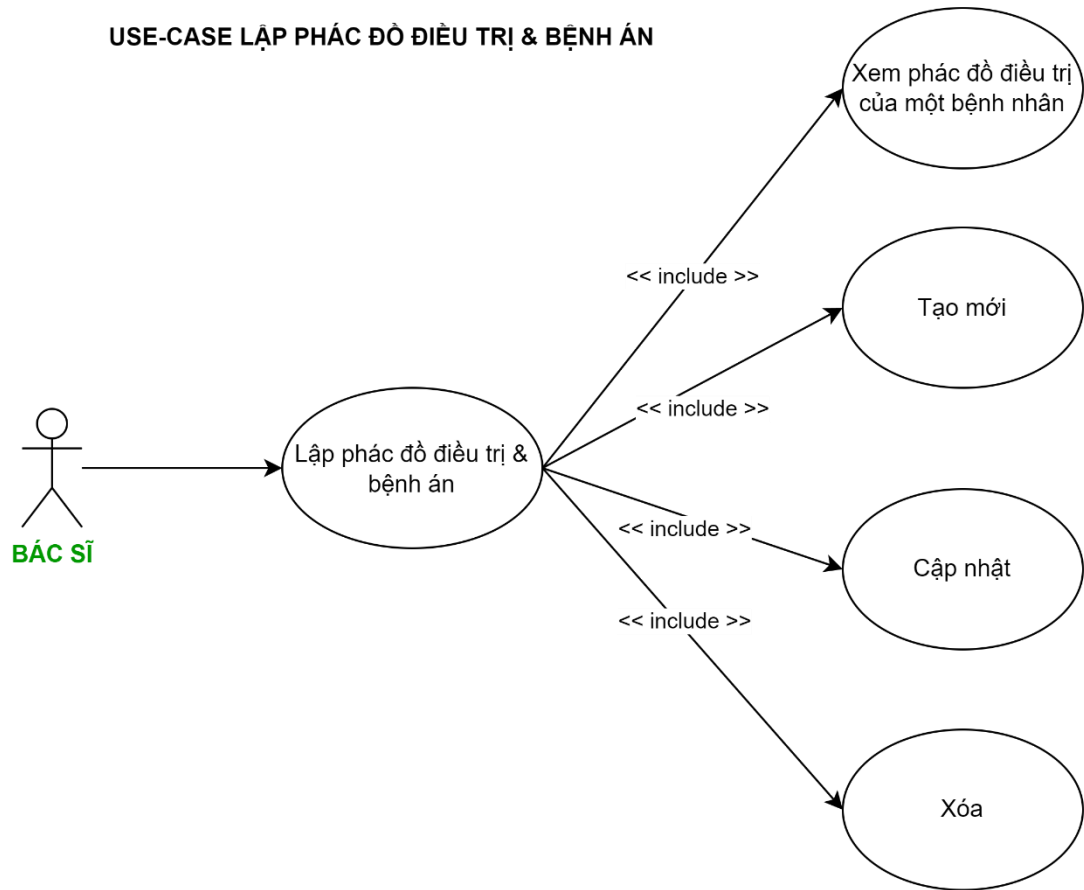 USE-CASE LẬP PHÁC ĐỒ ĐIỀU TRỊ & BỆNH ÁN
Xem phác đồ điều trị
của một bệnh nhân
<< include >>
Tạo mới
<< include >>
Lập phác đồ điều trị &
bệnh án
BÁC SĨ
<< include >>
Cập nhật
<< include >>
Xóa